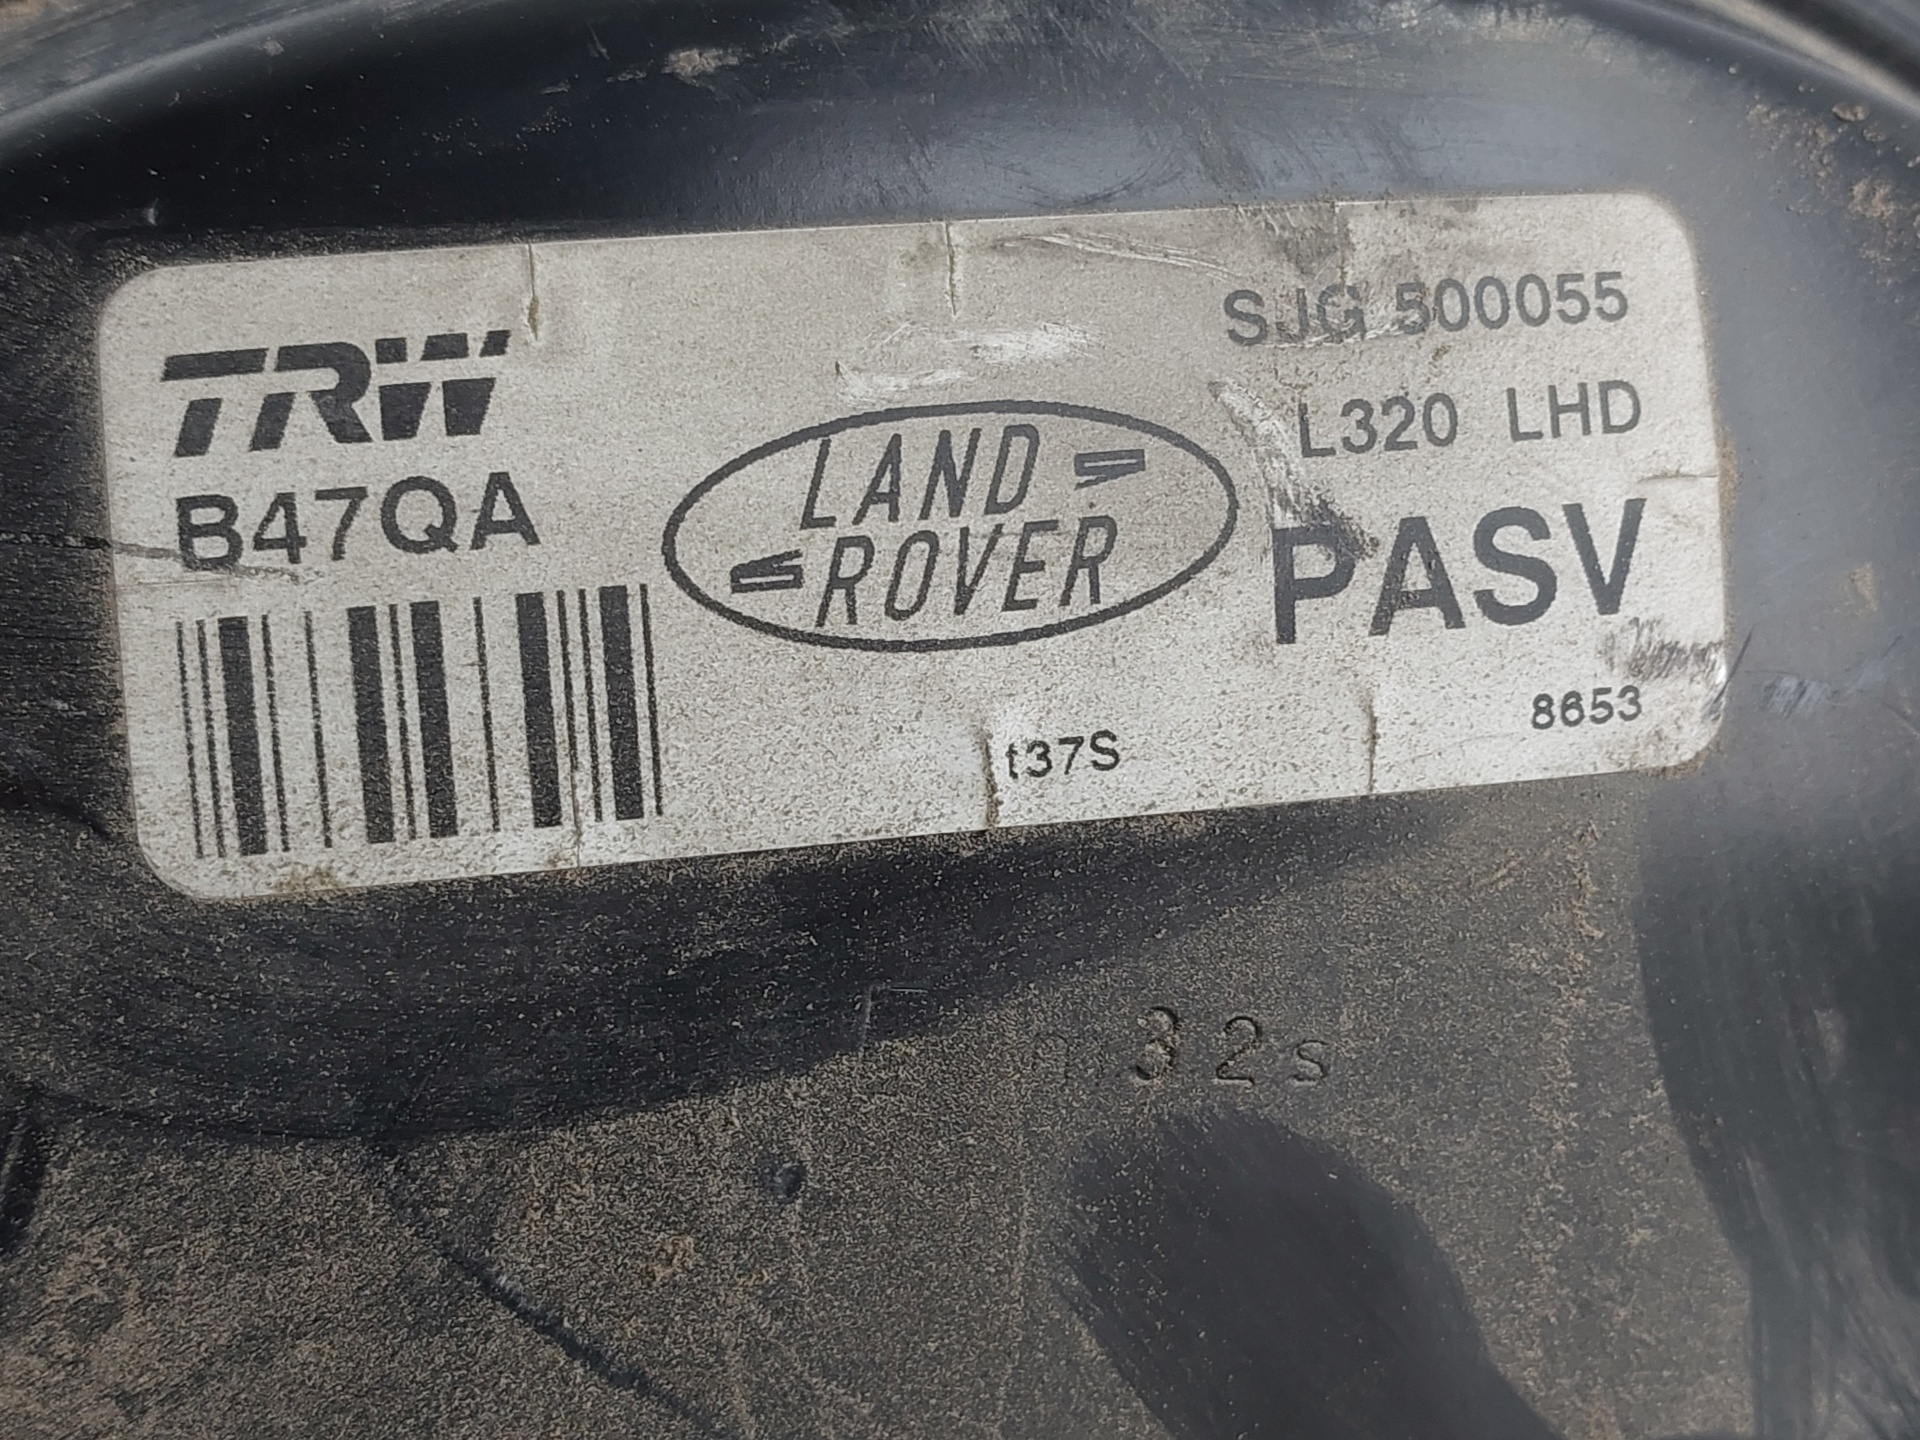 TRW
B47QA
LAND
ROVER
SJG 500055
L320 LHD
PASV
8653
t37S
32s